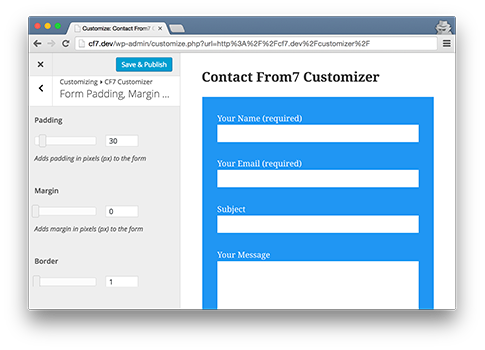 Customize: Contact From7 C
cf7.dev/wp-admin/customize.php?url=http%3A%2F%2Fcf7.dev%2Fcustomizer%2F
Save & Publish
Customizing ▸ CF7 Customizer
Form Padding, Margin ...
Padding
30
Adds padding in pixels (px) to the form
Margin
0
Adds margin in pixels (px) to the form
Border
1
Contact From7 Customizer
Your Name (required)
Your Email (required)
Subject
Your Message